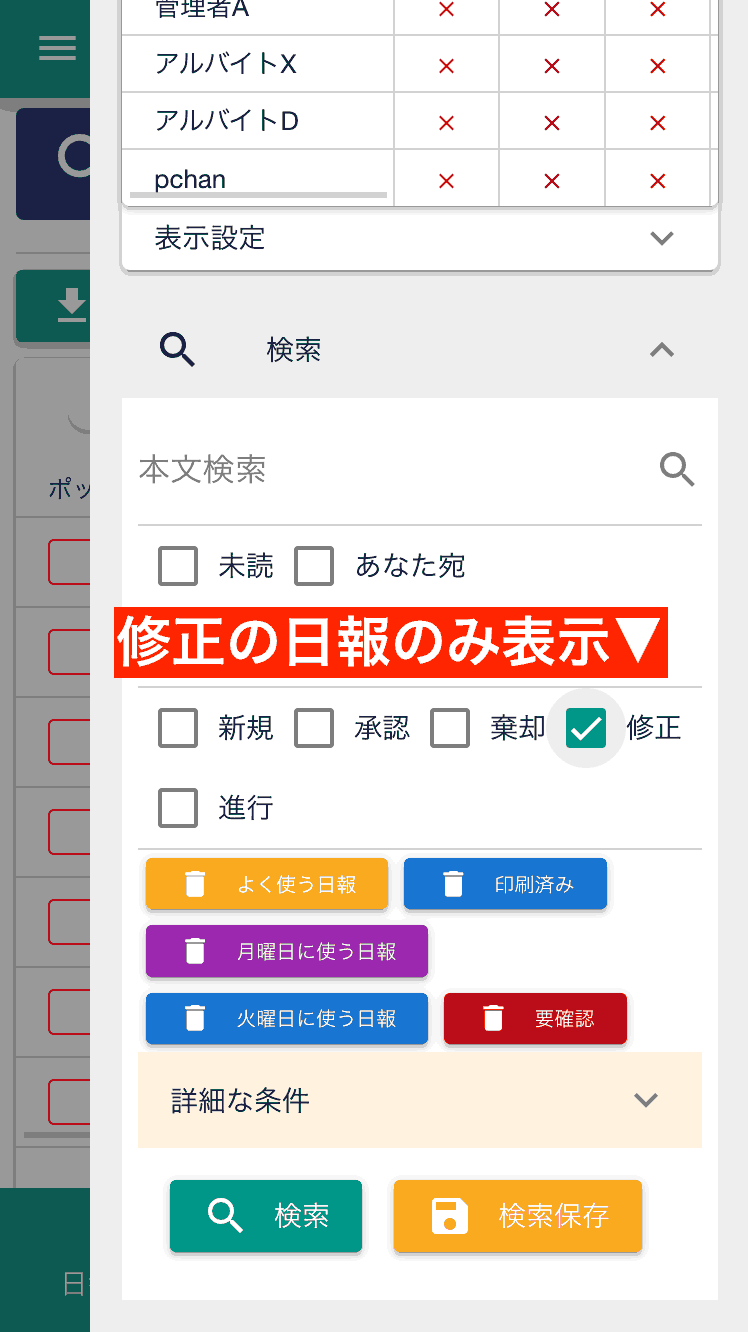 管理者A
アルバイトX
アルバイトD
pchan
表示設定
検索
本文検索
未読 あなた宛
修正の日報のみ表示▼
新規 承認 棄却 修正
進行
よく使う日報 印刷済み
月曜日に使う日報
火曜日に使う日報 要確認
詳細な条件
検索 検索保存
ポッ
日